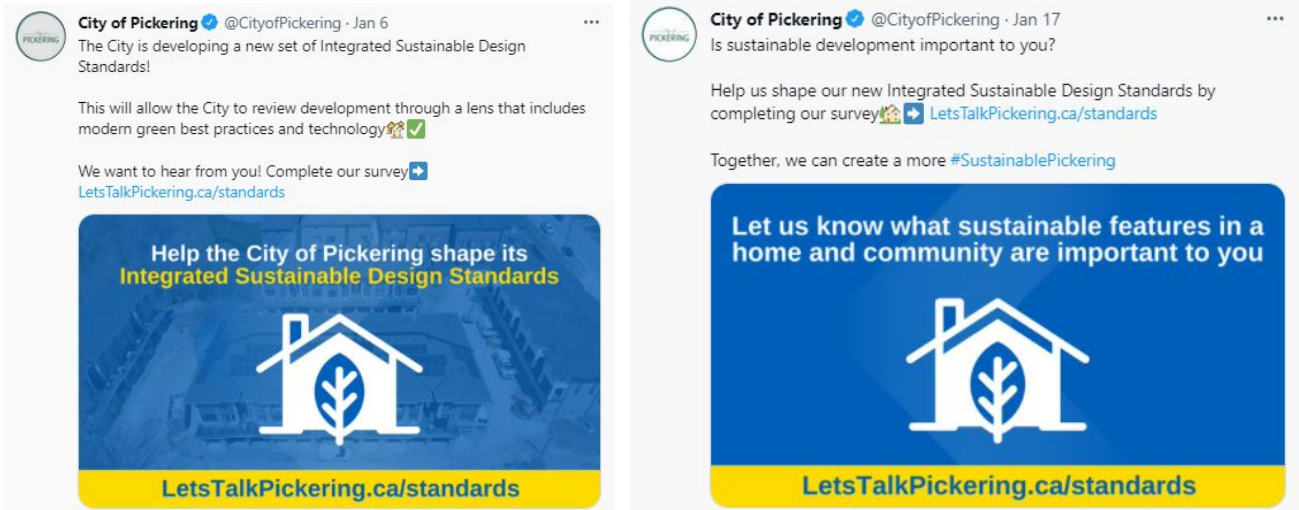 City of Pickering @CityofPickering · Jan 6
The City is developing a new set of Integrated Sustainable Design
Standards!
This will allow the City to review development through a lens that includes
modern green best practices and technology🏡✅
We want to hear from you! Complete our survey➡️
LetsTalkPickering.ca/standards
Help the City of Pickering shape its
Integrated Sustainable Design Standards
LetsTalkPickering.ca/standards
PICKERING
City of Pickering @CityofPickering · Jan 17
Is sustainable development important to you?
Help us shape our new Integrated Sustainable Design Standards by
completing our survey🏡➡️ LetsTalkPickering.ca/standards
Together, we can create a more #SustainablePickering
Let us know what sustainable features in a
home and community are important to you
LetsTalkPickering.ca/standards
PICKERING